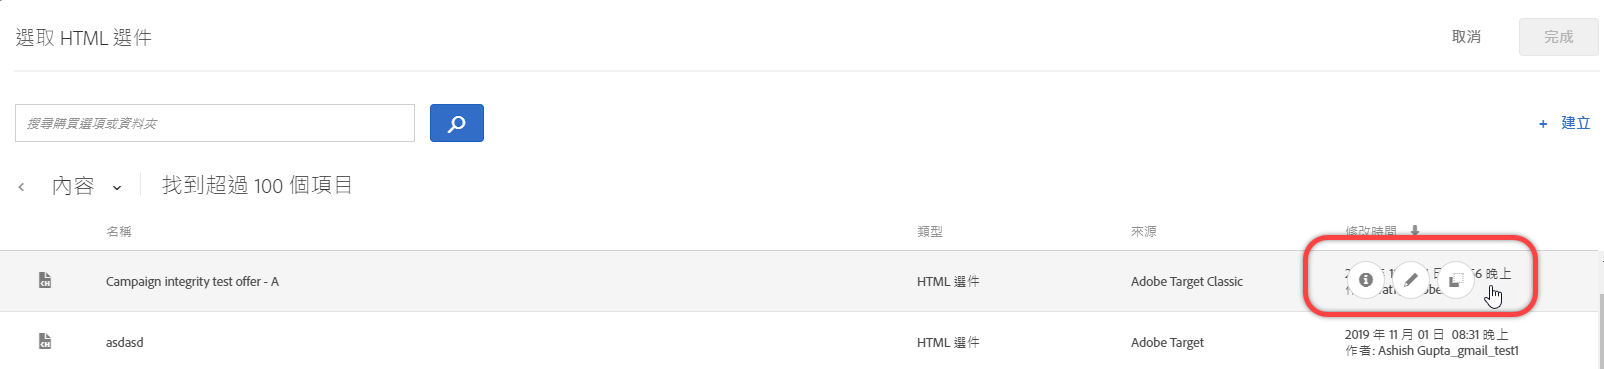 選取 HTML 選件
取消
完成
搜尋購買選項或資料夾
+ 建立
內容
找到超過 100 個項目
名稱
類型
來源
修改時間
Campaign integrity test offer - A
HTML 選件
Adobe Target Classic
晚上
asdasd
HTML 選件
Adobe Target
2019 年 11 月 01 日 08:31 晚上
作者: Ashish Gupta_gmail_test1